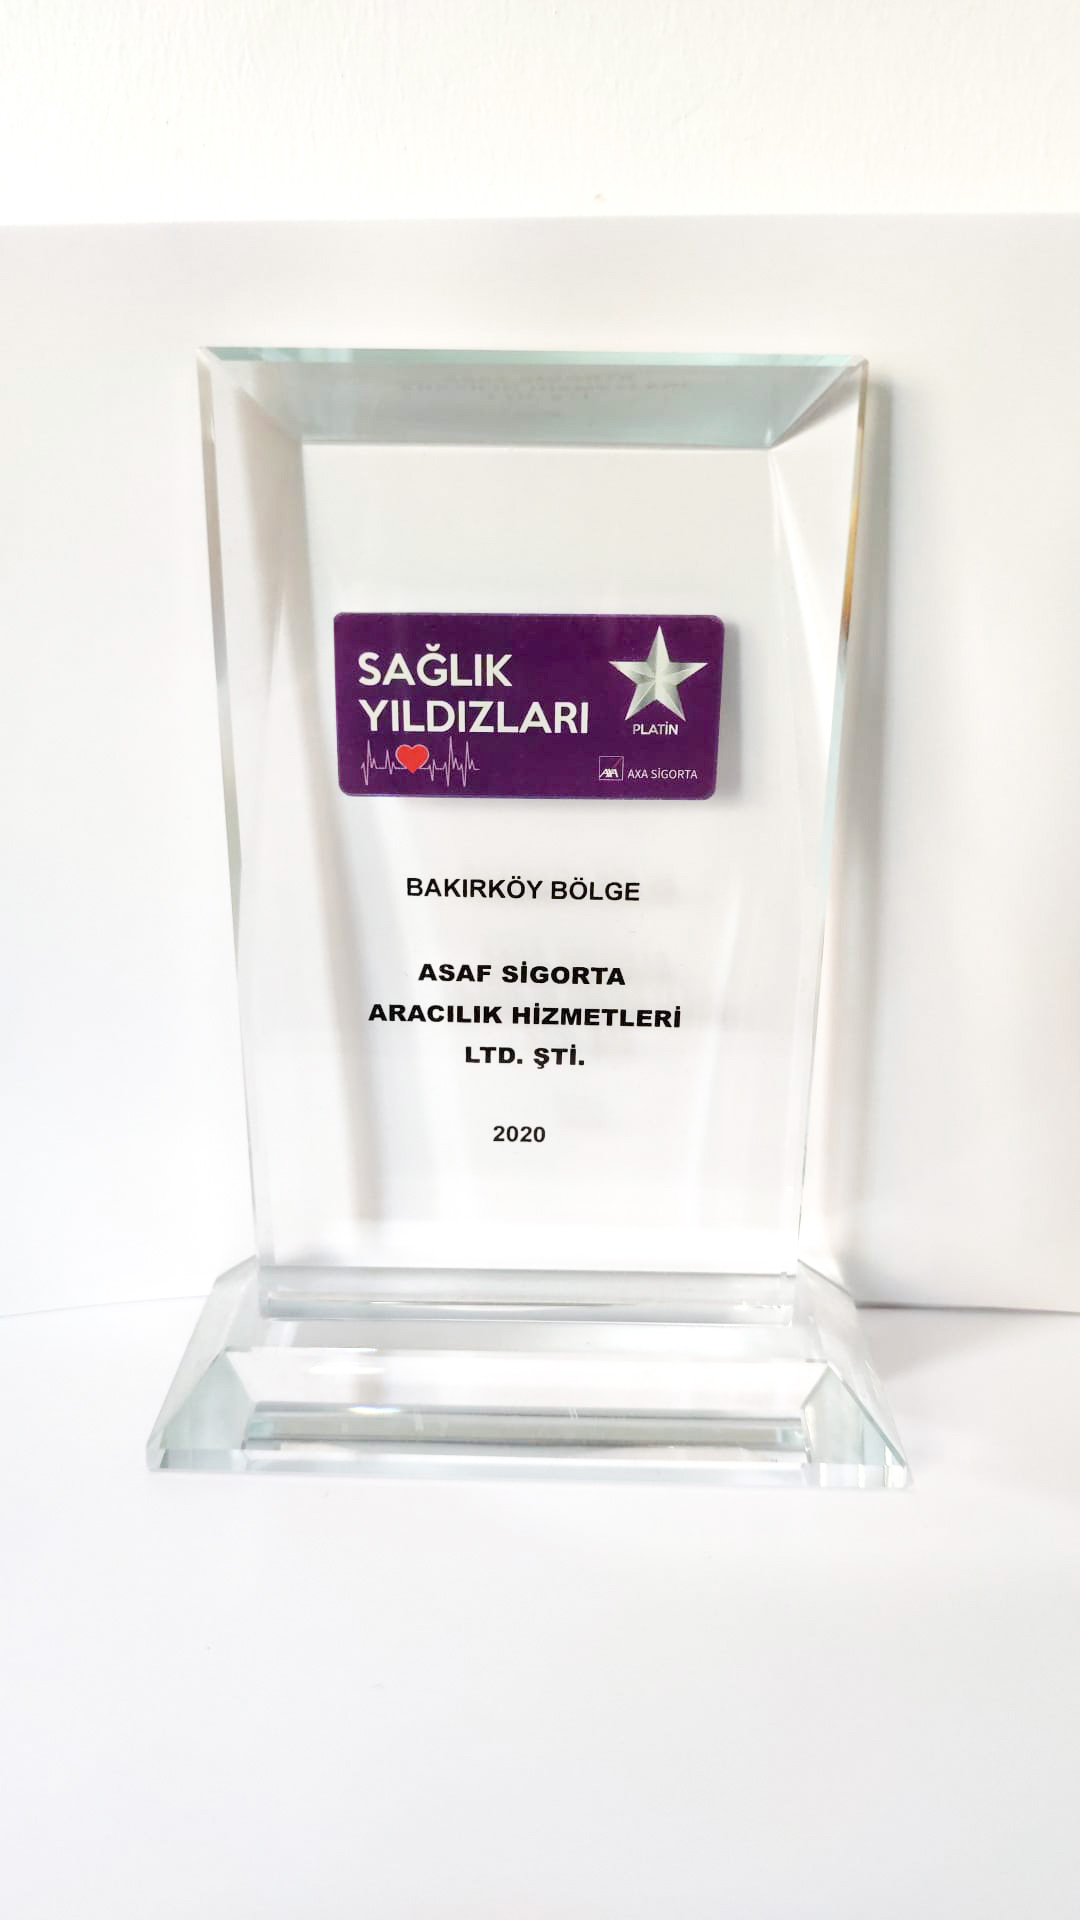 SAĞLIK
YILDIZLARI
PLATİN
AXA SİGORTA
BAKIRKÖY BÖLGE
ASAF SİGORTA
ARACILIK HİZMETLERİ
LTD. ŞTİ.
2020